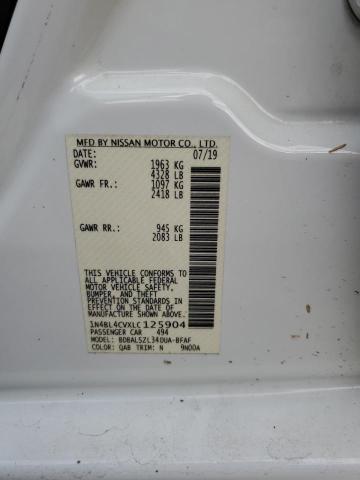 MFD BY NISSAN MOTOR CO., LTD.
DATE: 07/19
GVWR: 1963 KG
4328 LB
GAWR FR.: 1097 KG
2418 LB
GAWR RR.: 945 KG
2083 LB
THIS VEHICLE CONFORMS TO
ALL APPLICABLE FEDERAL
MOTOR VEHICLE SAFETY,
BUMPER, AND THEFT
PREVENTION STANDARDS IN
EFFECT ON THE DATE OF
MANUFACTURE SHOWN ABOVE.
1N4BL4CVXLC125904
PASSENGER CAR 494
MODEL: BDBALSZL34DUA-BFAF
COLOR: QAB TRIM: N 9N00A